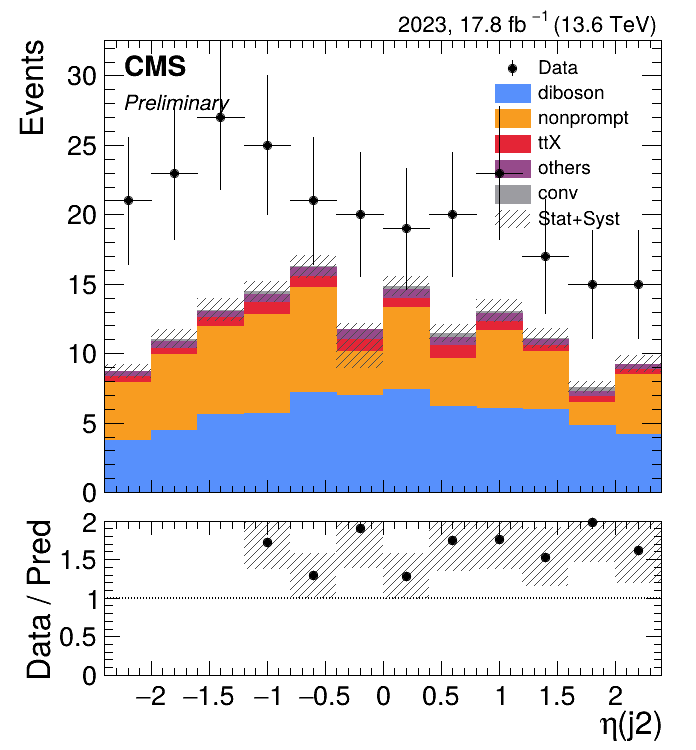 2023, 17.8 fb⁻¹ (13.6 TeV)
Events
CMS
Preliminary
Data
diboson
nonprompt
ttX
others
conv
Stat+Syst
30
25
20
15
10
5
0
Data / Pred
2
1.5
1
0.5
0
−2 −1.5 −1 −0.5 0 0.5 1 1.5 2
η(j2)